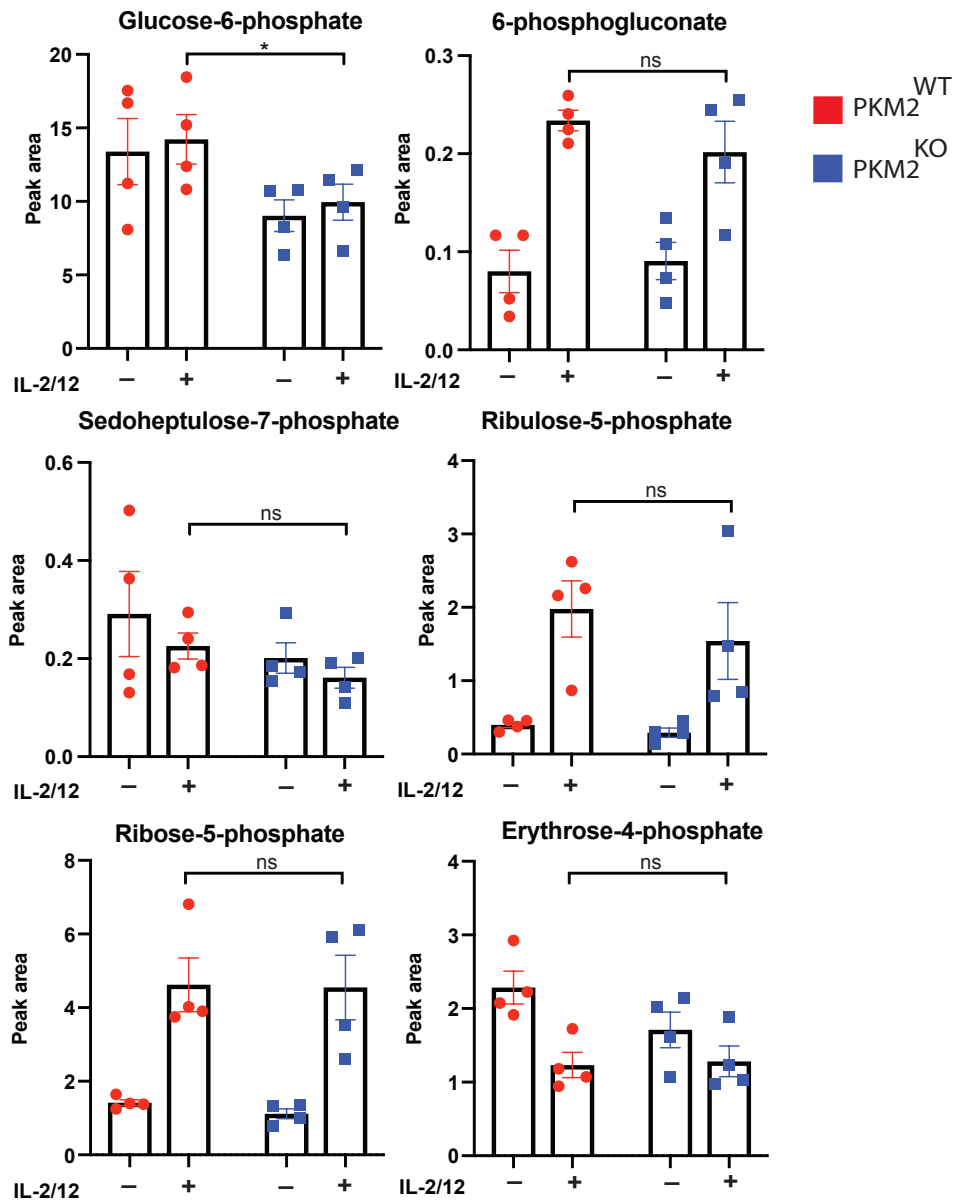 Glucose-6-phosphate
*
Peak area
20
15
10
5
0
IL-2/12 – + – +
6-phosphogluconate
ns
Peak area
0.3
0.2
0.1
0.0
IL-2/12 – + – +
PKM2 WT
PKM2 KO
Sedoheptulose-7-phosphate
ns
Peak area
0.6
0.4
0.2
0.0
IL-2/12 – + – +
Ribulose-5-phosphate
ns
Peak area
4
3
2
1
0
IL-2/12 – + – +
Ribose-5-phosphate
ns
Peak area
8
6
4
2
0
IL-2/12 – + – +
Erythrose-4-phosphate
ns
Peak area
4
3
2
1
0
IL-2/12 – + – +